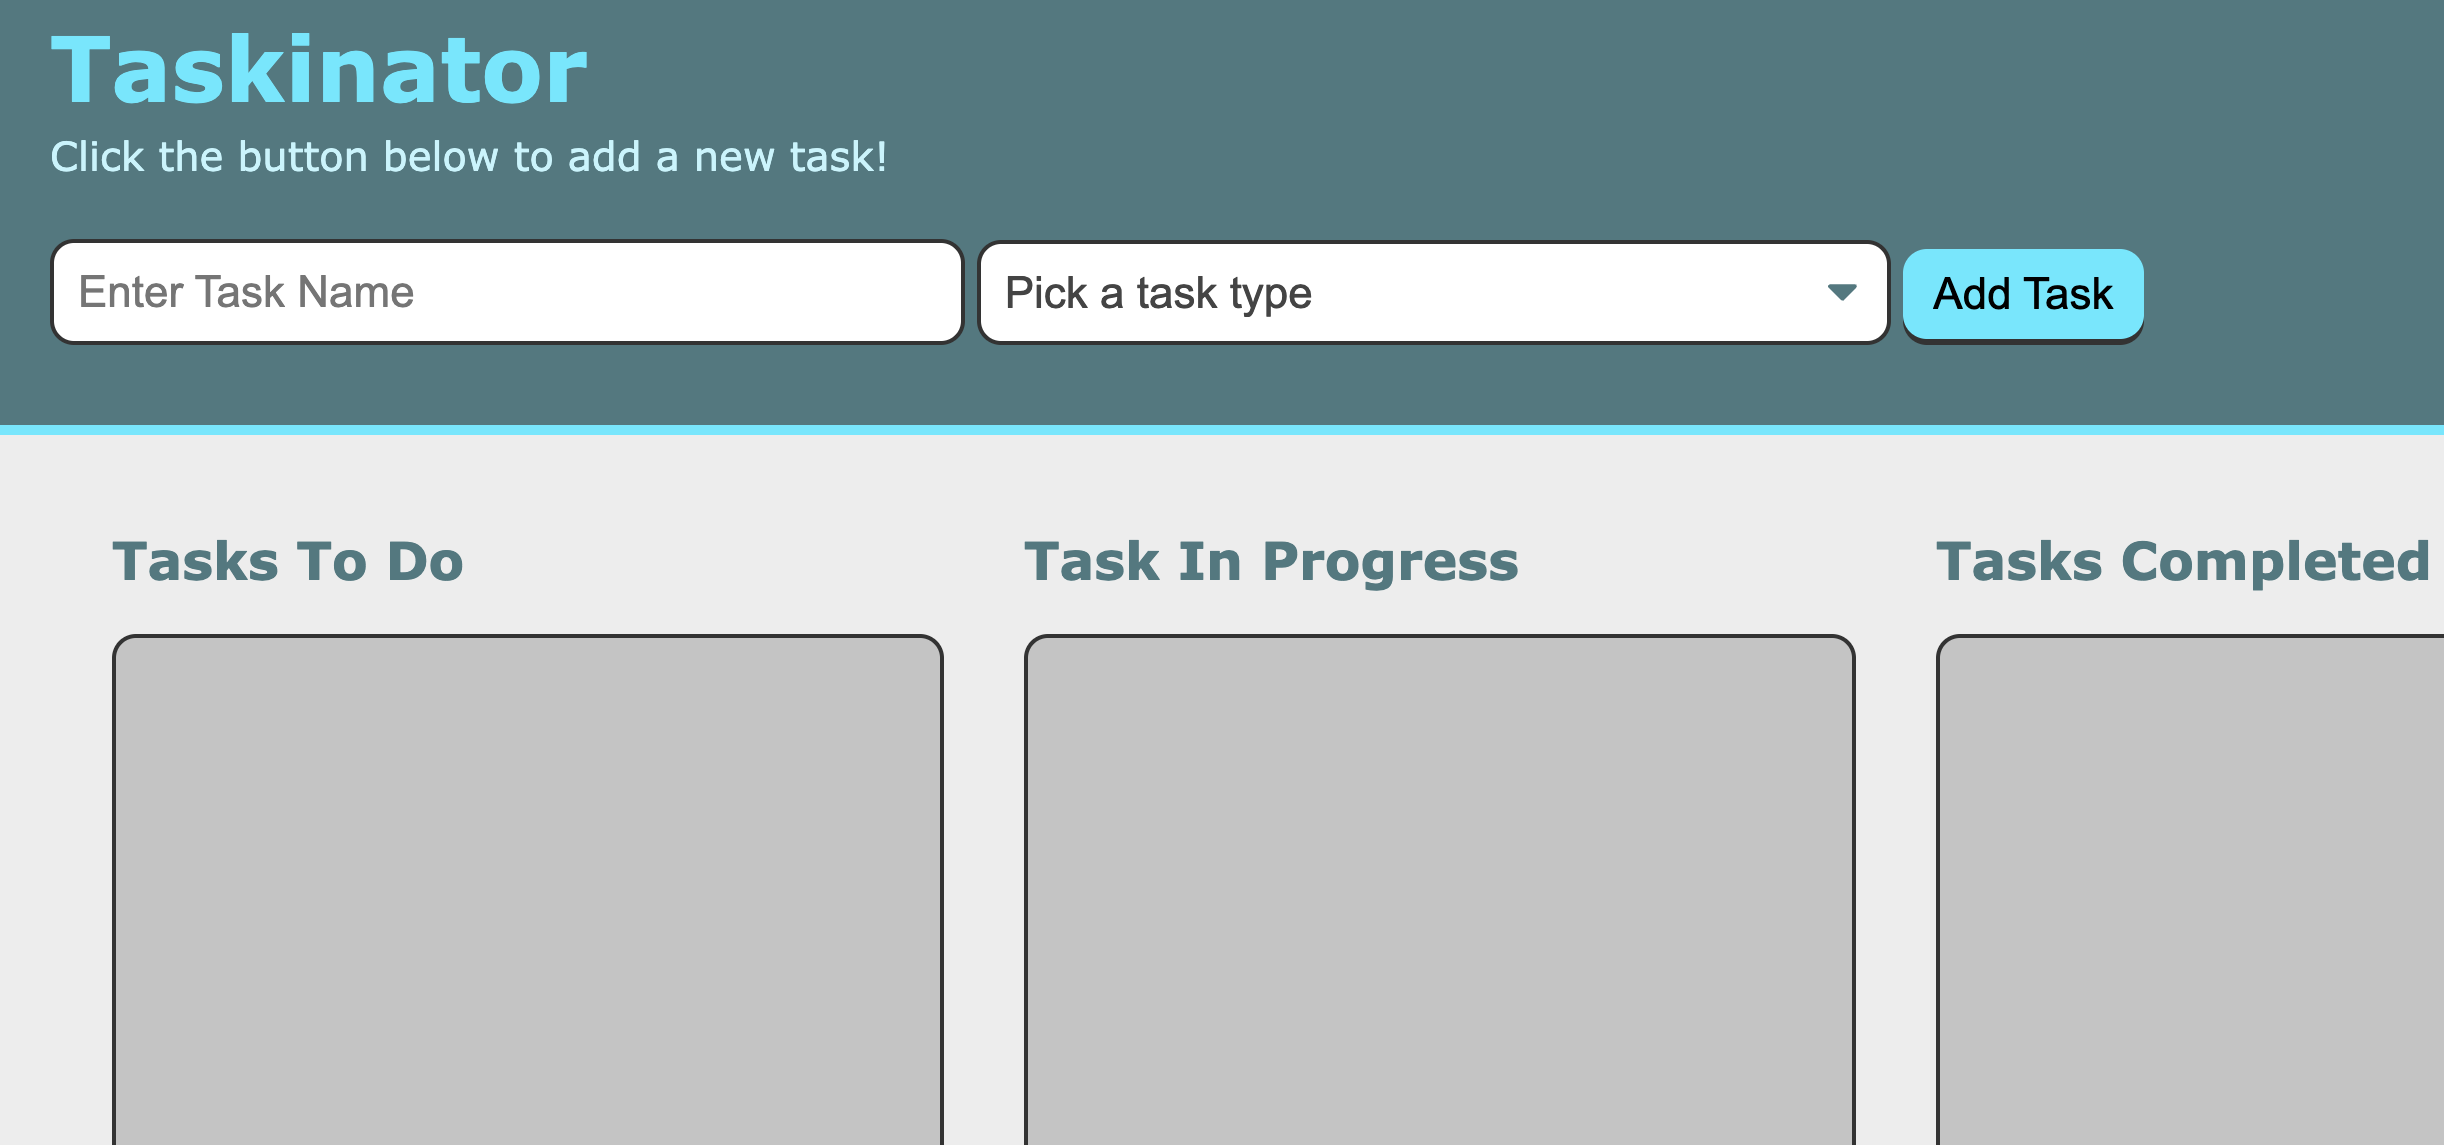 Taskinator
Click the button below to add a new task!
Enter Task Name
Pick a task type
Add Task
Tasks To Do
Task In Progress
Tasks Completed